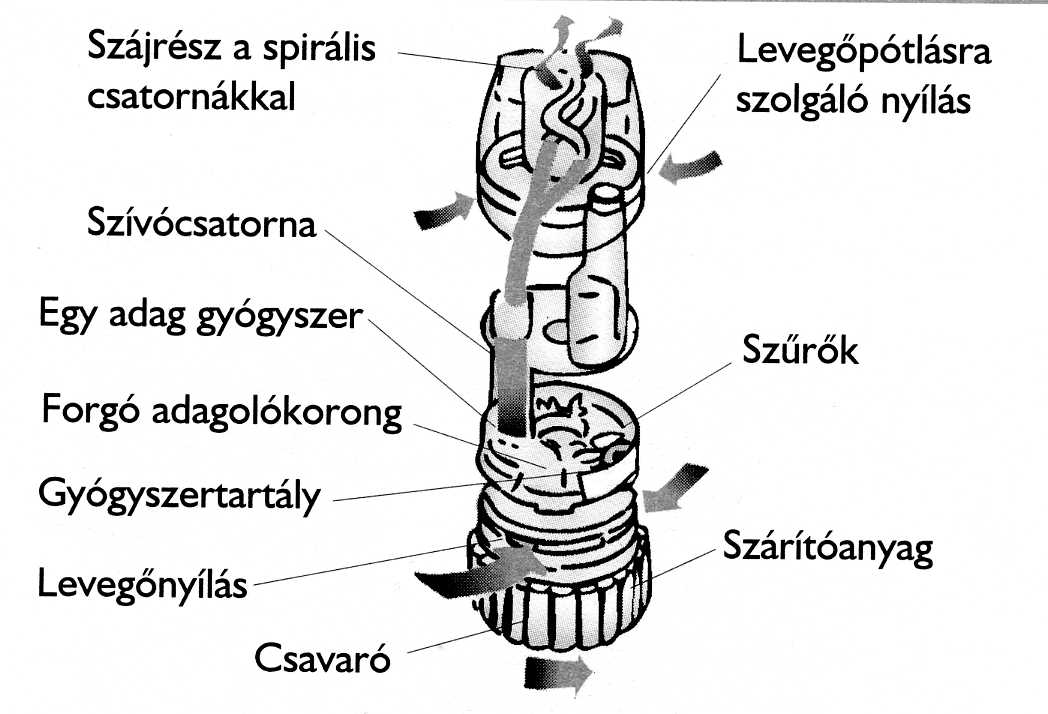 Szájrész a spirális
csatornákkal
Levegőpótlásra
szolgáló nyílás
Szívócsatorna
Egy adag gyógyszer
Szűrők
Forgó adagolókorong
Gyógyszertartály
Szárítóanyag
Levegőnyílás
Csavaró